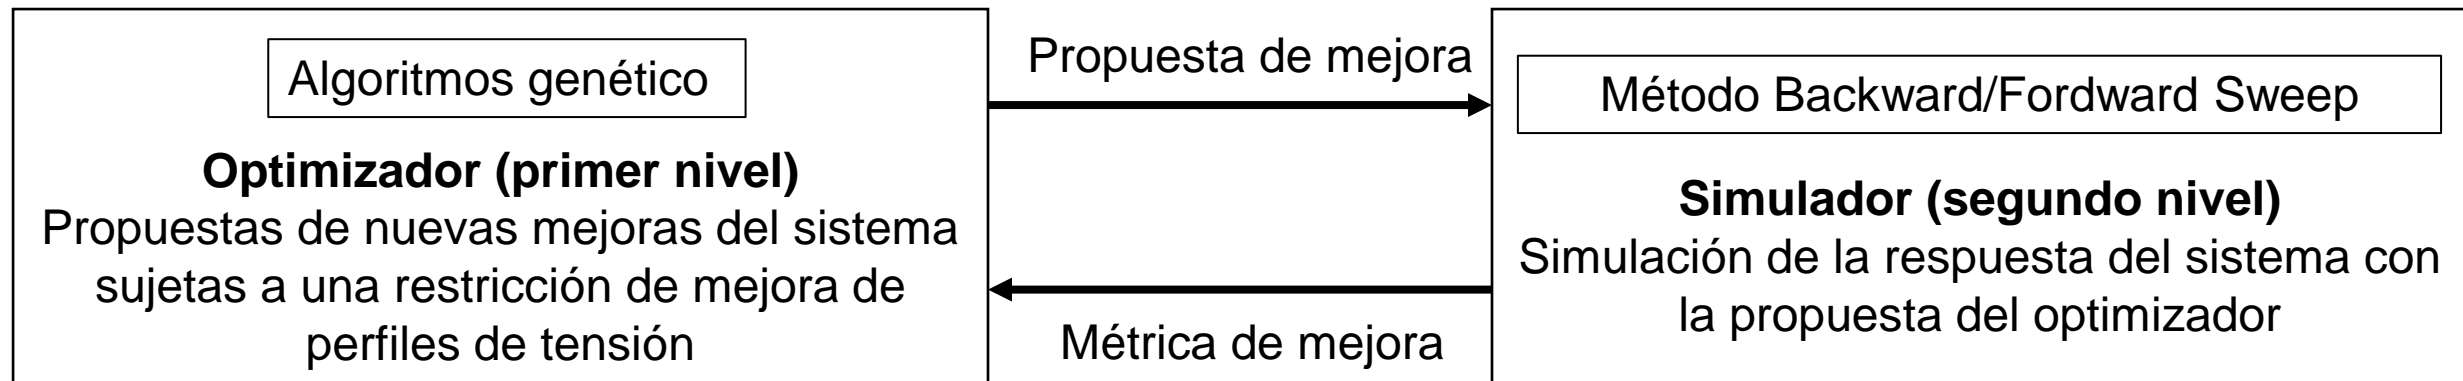 Algoritmos genético
Optimizador (primer nivel)
Propuestas de nuevas mejoras del sistema
sujetas a una restricción de mejora de
perfiles de tensión
Propuesta de mejora
Métrica de mejora
Método Backward/Fordward Sweep
Simulador (segundo nivel)
Simulación de la respuesta del sistema con
la propuesta del optimizador